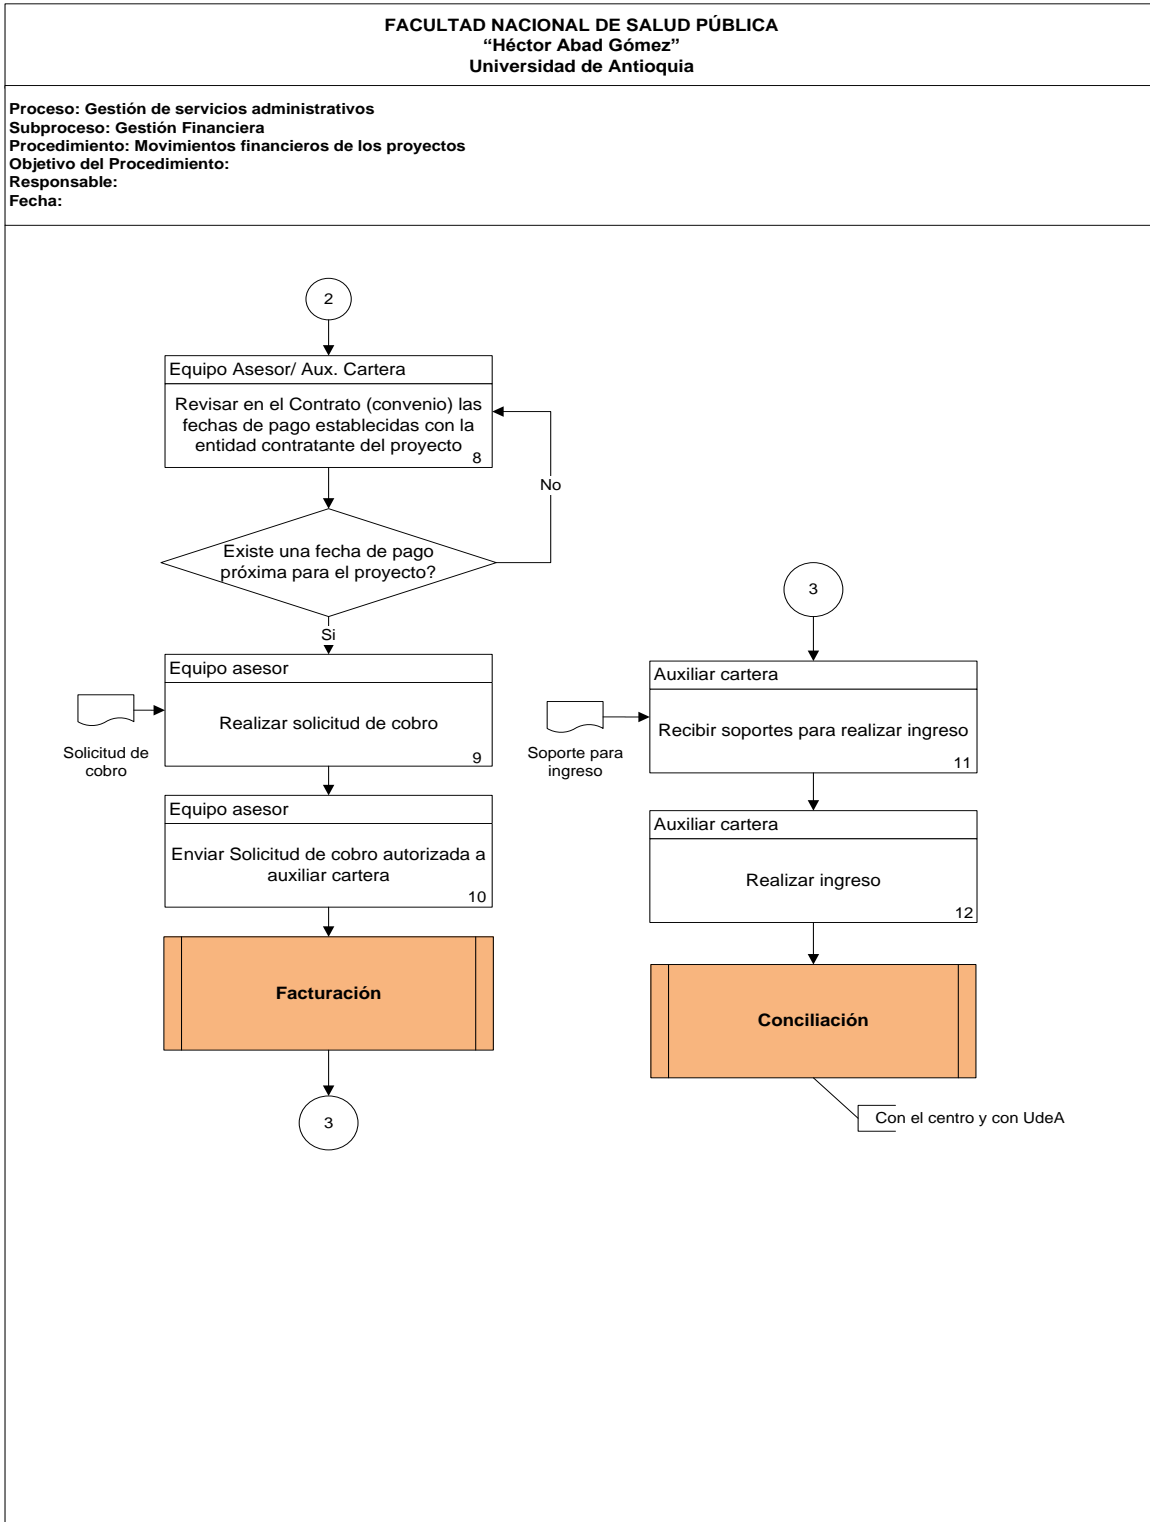 FACULTAD NACIONAL DE SALUD PÚBLICA
“Héctor Abad Gómez”
Universidad de Antioquia
Proceso: Gestión de servicios administrativos
Subproceso: Gestión Financiera
Procedimiento: Movimientos financieros de los proyectos
Objetivo del Procedimiento:
Responsable:
Fecha:
2
Equipo Asesor/ Aux. Cartera
Revisar en el Contrato (convenio) las
fechas de pago establecidas con la
entidad contratante del proyecto
8
No
Existe una fecha de pago
próxima para el proyecto?
Si
Equipo asesor
Realizar solicitud de cobro
9
Solicitud de
cobro
Equipo asesor
Enviar Solicitud de cobro autorizada a
auxiliar cartera
10
Facturación
3
3
Auxiliar cartera
Recibir soportes para realizar ingreso
11
Soporte para
ingreso
Auxiliar cartera
Realizar ingreso
12
Conciliación
Con el centro y con UdeA